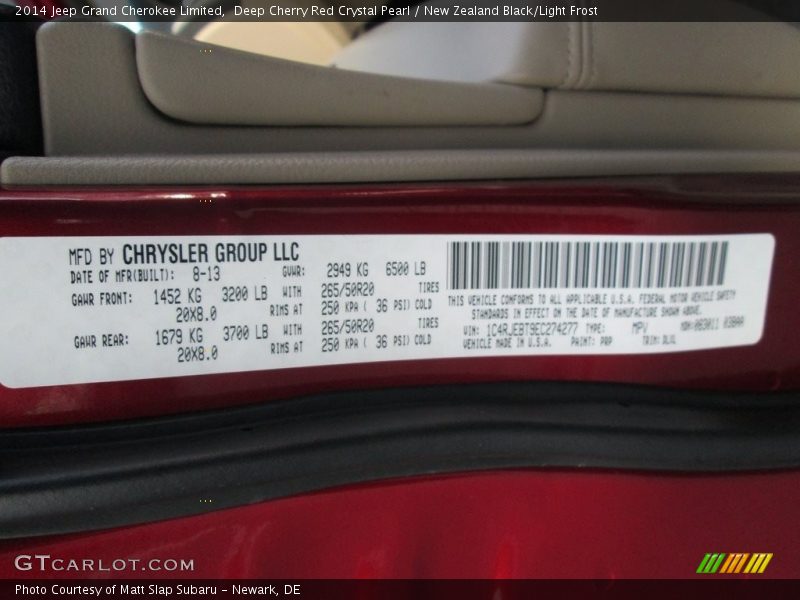 2014 Jeep Grand Cherokee Limited, Deep Cherry Red Crystal Pearl / New Zealand Black/Light Frost
MFD BY CHRYSLER GROUP LLC
DATE OF MFR(BUILT): 8-13 GVWR: 2949 KG 6500 LB
GAWR FRONT: 1452 KG 3200 LB WITH 265/50R20 TIRES
20X8.0 RIMS AT 250 KPA ( 36 PSI) COLD
GAWR REAR: 1679 KG 3700 LB WITH 265/50R20 TIRES
20X8.0 RIMS AT 250 KPA ( 36 PSI) COLD
THIS VEHICLE CONFORMS TO ALL APPLICABLE U.S.A. FEDERAL MOTOR VEHICLE SAFETY
STANDARDS IN EFFECT ON THE DATE OF MANUFACTURE SHOWN ABOVE.
VIN: 1C4RJEBT9EC274277 TYPE: MPV
VEHICLE MADE IN U.S.A. PAINT: PRP TRIM:
GTCARLOT.COM
Photo Courtesy of Matt Slap Subaru - Newark, DE